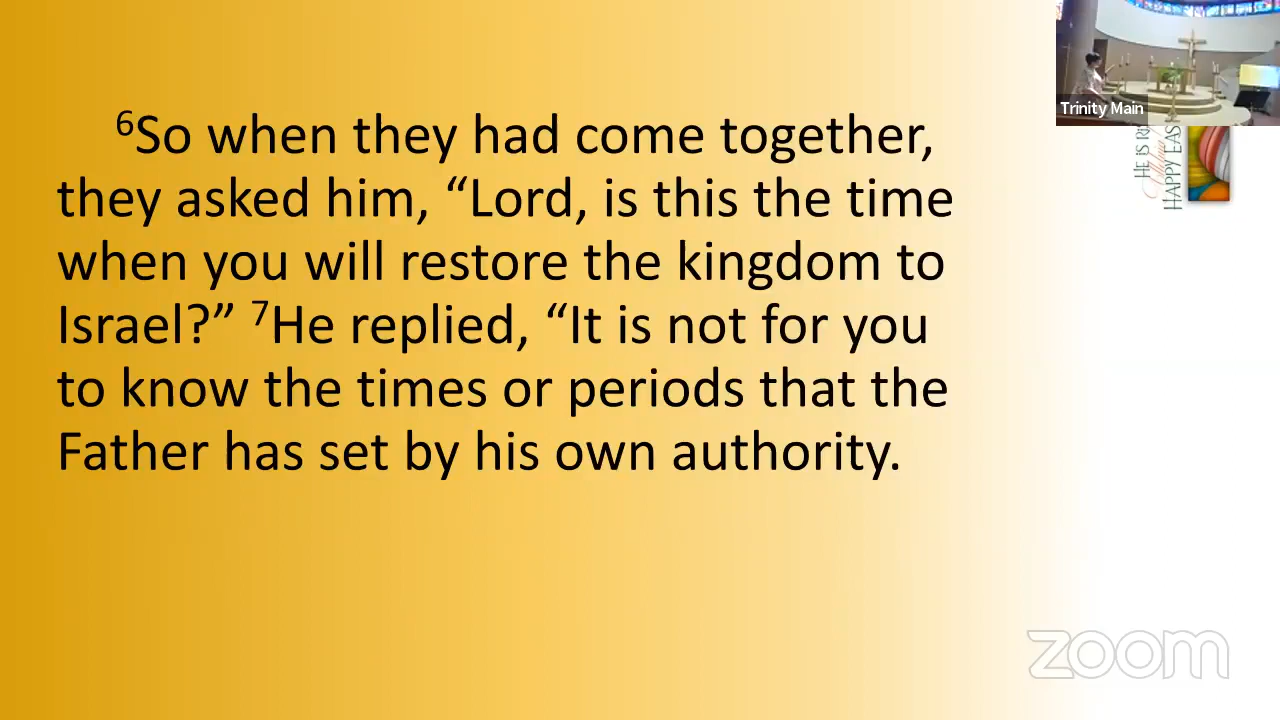 ⁶So when they had come together,
they asked him, “Lord, is this the time
when you will restore the kingdom to
Israel?” ⁷He replied, “It is not for you
to know the times or periods that the
Father has set by his own authority.
Trinity Main
HE IS
HAPPY
zoom